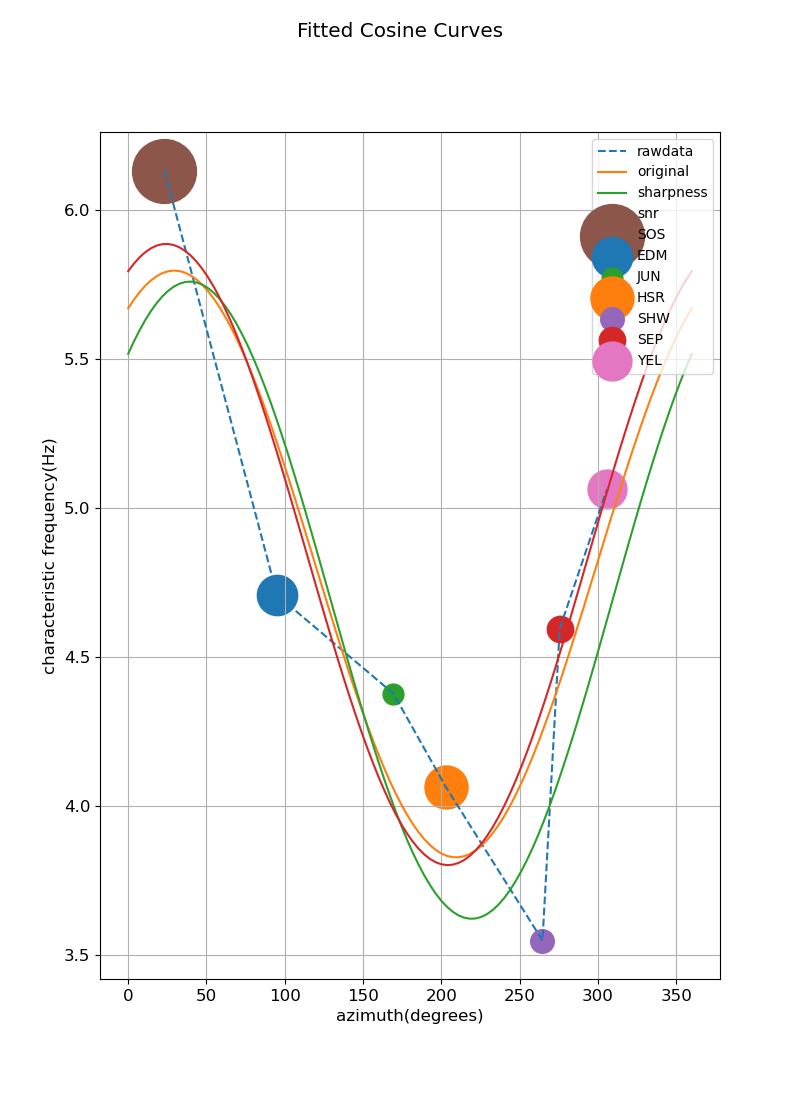 Fitted Cosine Curves
rawdata
original
sharpness
snr
SOS
EDM
JUN
HSR
SHW
SEP
YEL
characteristic frequency(Hz)
6.0
5.5
5.0
4.5
4.0
3.5
0 50 100 150 200 250 300 350
azimuth(degrees)